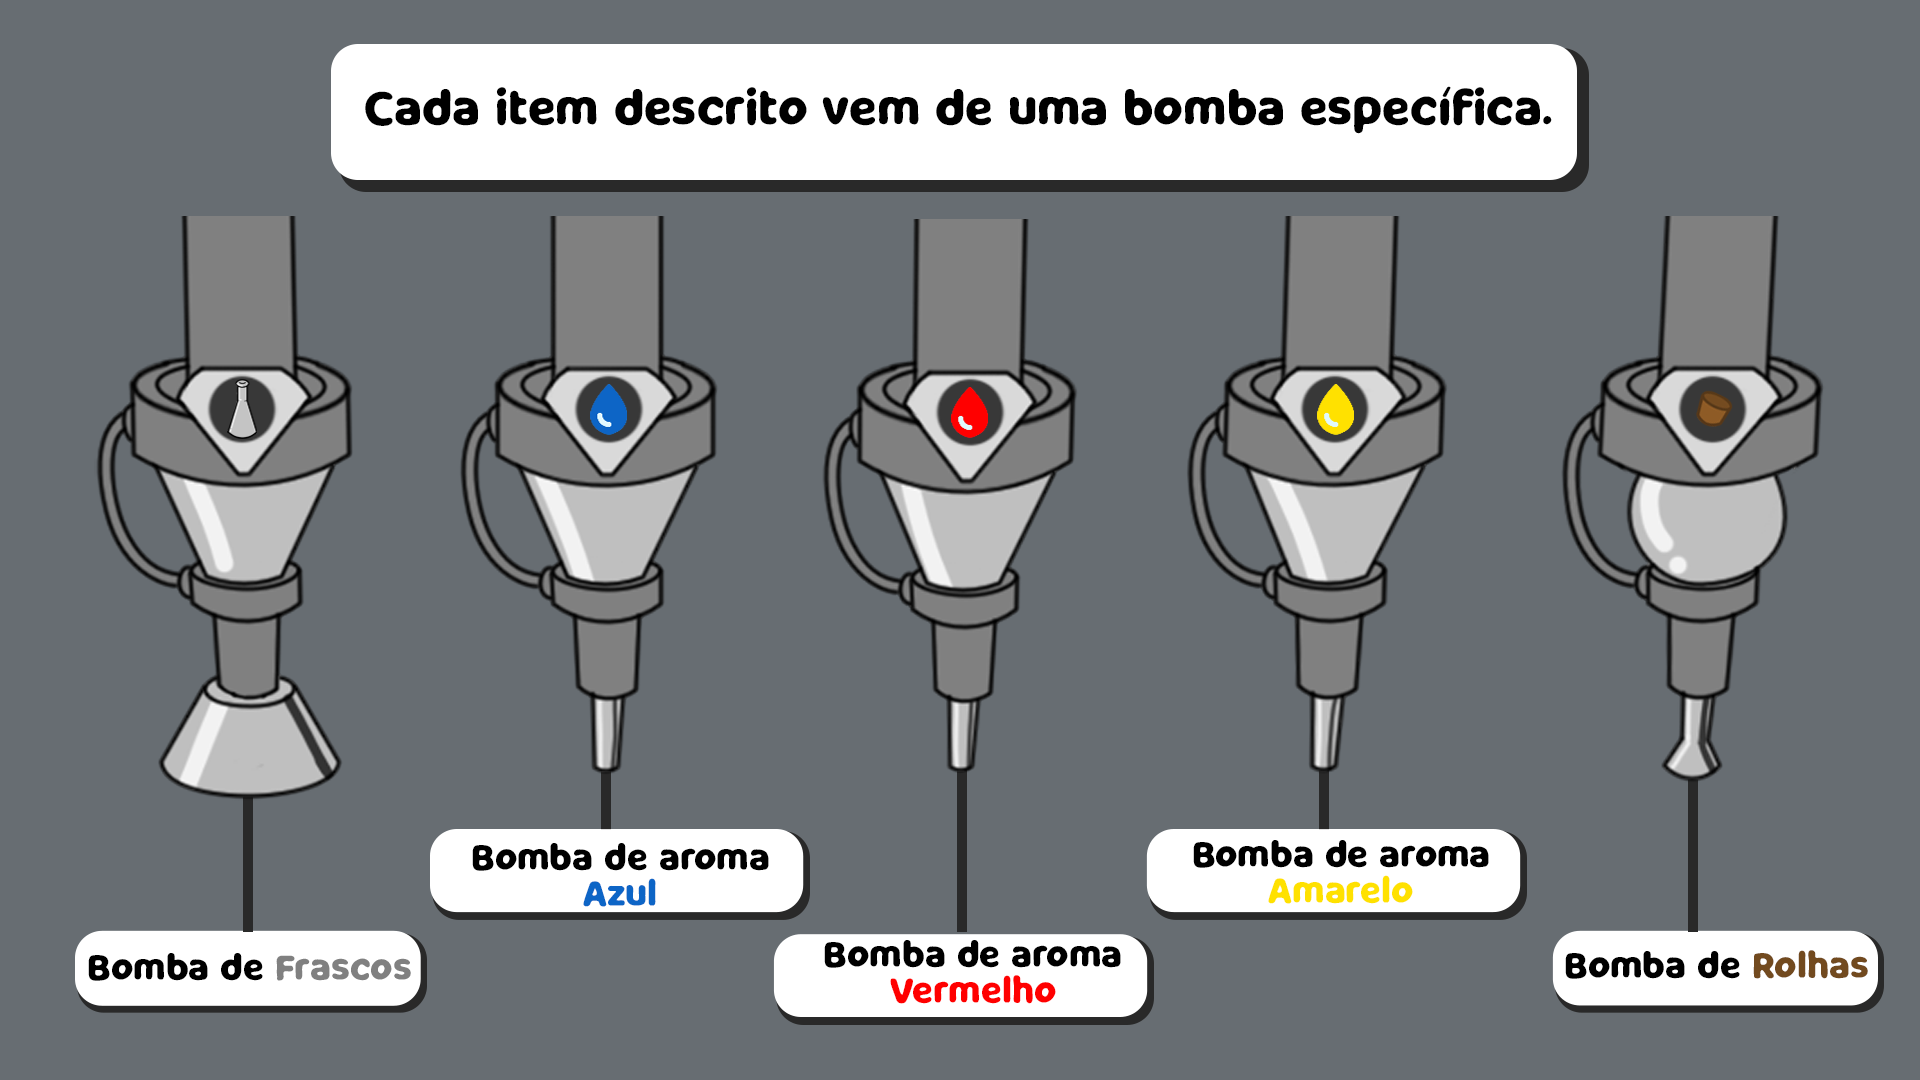 Cada item descrito vem de uma bomba específica.
Bomba de aroma
Azul
Bomba de aroma
Amarelo
Bomba de Frascos
Bomba de aroma
Vermelho
Bomba de Rolhas